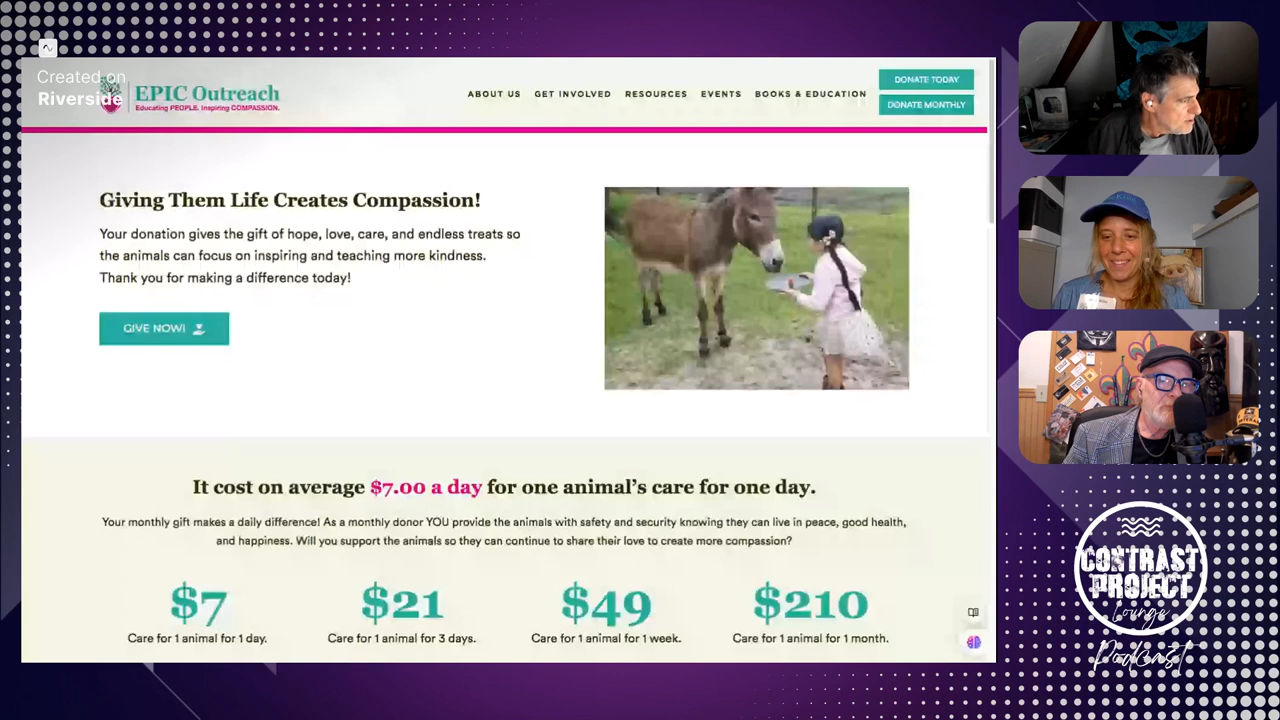 Created on
Riverside
EPIC Outreach
Educating PEOPLE. Inspiring COMPASSION.
ABOUT US GET INVOLVED RESOURCES EVENTS BOOKS & EDUCATION
DONATE TODAY
DONATE MONTHLY
Giving Them Life Creates Compassion!
Your donation gives the gift of hope, love, care, and endless treats so
the animals can focus on inspiring and teaching more kindness.
Thank you for making a difference today!
GIVE NOW!
It cost on average $7.00 a day for one animal's care for one day.
Your monthly gift makes a daily difference! As a monthly donor YOU provide the animals with safety and security knowing they can live in peace, good health,
and happiness. Will you support the animals so they can continue to share their love to create more compassion?
$7 $21 $49 $210
Care for 1 animal for 1 day. Care for 1 animal for 3 days. Care for 1 animal for 1 week. Care for 1 animal for 1 month.
CONTRAST
PROJECT
Lounge
Podcast